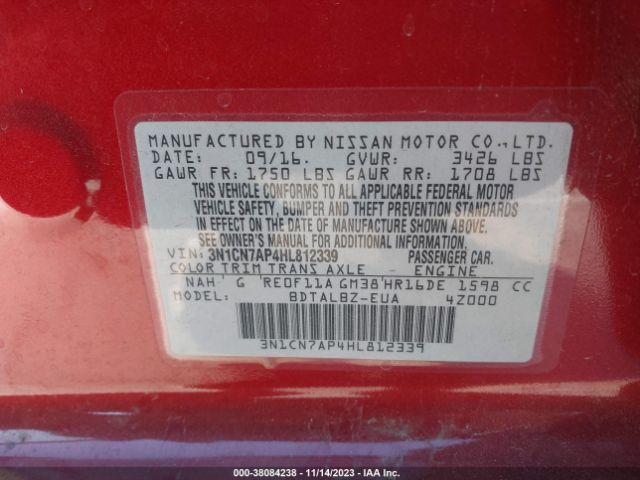 MANUFACTURED BY NISSAN MOTOR CO., LTD.
DATE: 09/16. GVWR: 3426 LBS
GAWR FR: 1750 LBS GAWR RR: 1708 LBS
THIS VEHICLE CONFORMS TO ALL APPLICABLE FEDERAL MOTOR
VEHICLE SAFETY, BUMPER AND THEFT PREVENTION STANDARDS
IN EFFECT ON THE DATE OF MANUFACTURE SHOWN ABOVE.
SEE OWNER'S MANUAL FOR ADDITIONAL INFORMATION.
VIN: 3N1CN7AP4HL812339 PASSENGER CAR.
COLOR TRIM TRANS AXLE - ENGINE
NAH G RE0F11A GM38 HR16DE 1598 CC
MODEL: BDTALBZ-EUA 4Z000
3N1CN7AP4HL812339
000-38084238 - 11/14/2023 - IAA Inc.